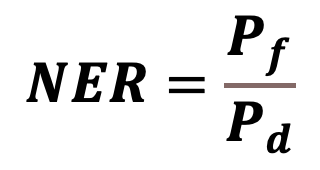 NER = P_f / P_d